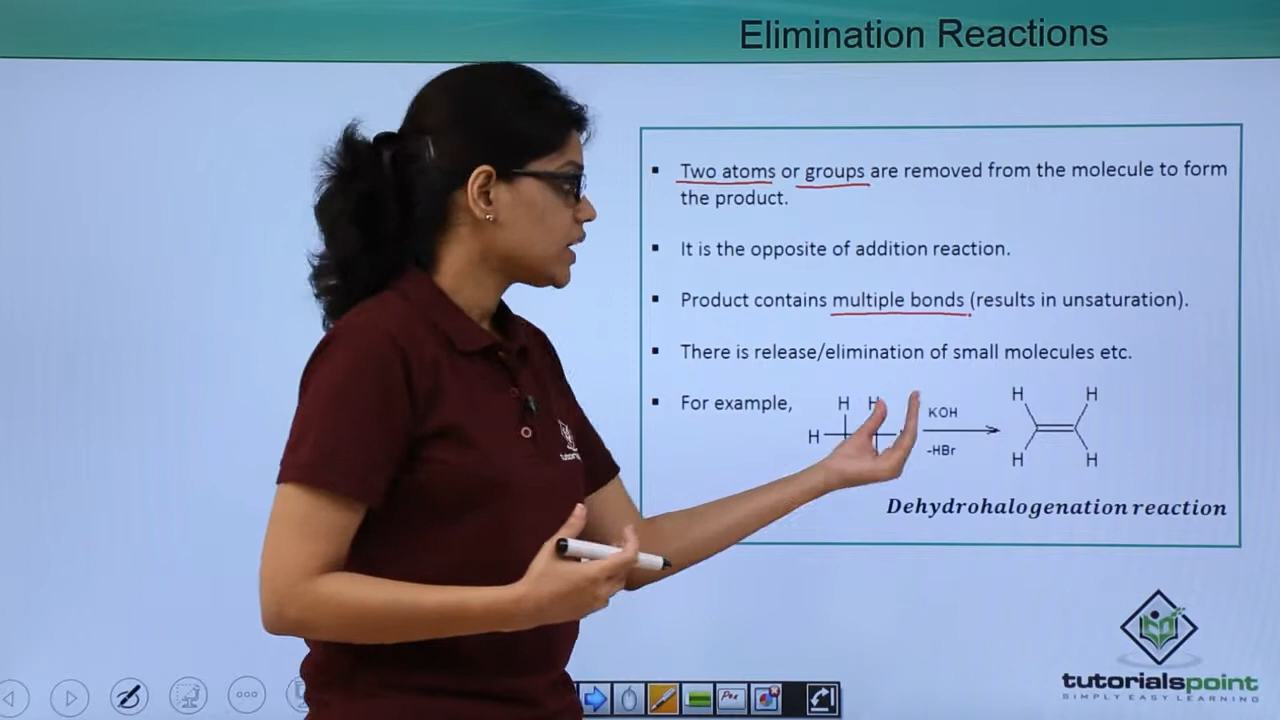 Elimination Reactions
▪ Two atoms or groups are removed from the molecule to form
the product.
▪ It is the opposite of addition reaction.
▪ Product contains multiple bonds (results in unsaturation).
▪ There is release/elimination of small molecules etc.
▪ For example,
H H
H
KOH
-HBr
H H
H H
Dehydrohalogenation reaction
tutorialspoint
SIMPLY EASY LEARNING